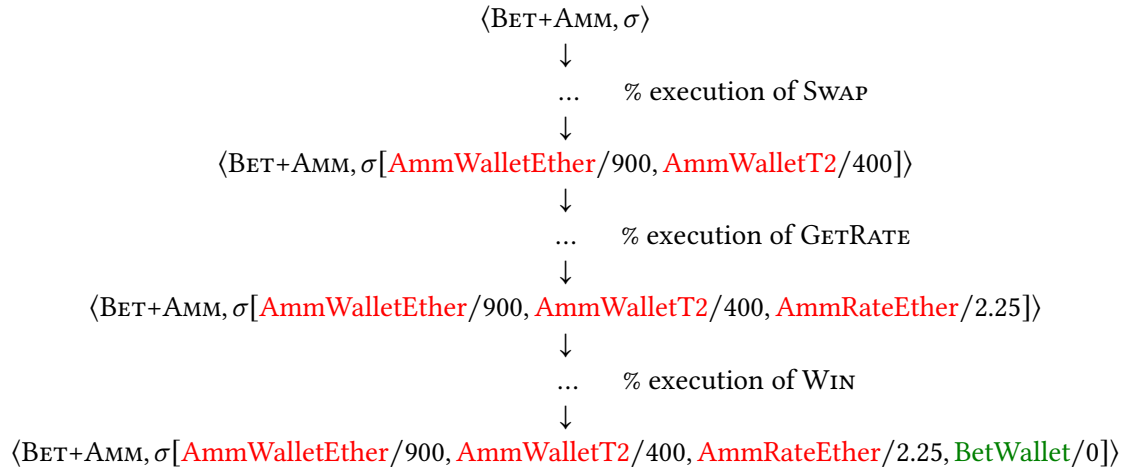 ⟨Bet+Amm, σ⟩
↓
... % execution of Swap
↓
⟨Bet+Amm, σ[AmmWalletEther/900, AmmWalletT2/400]⟩
↓
... % execution of GetRate
↓
⟨Bet+Amm, σ[AmmWalletEther/900, AmmWalletT2/400, AmmRateEther/2.25]⟩
↓
... % execution of Win
↓
⟨Bet+Amm, σ[AmmWalletEther/900, AmmWalletT2/400, AmmRateEther/2.25, BetWallet/0]⟩